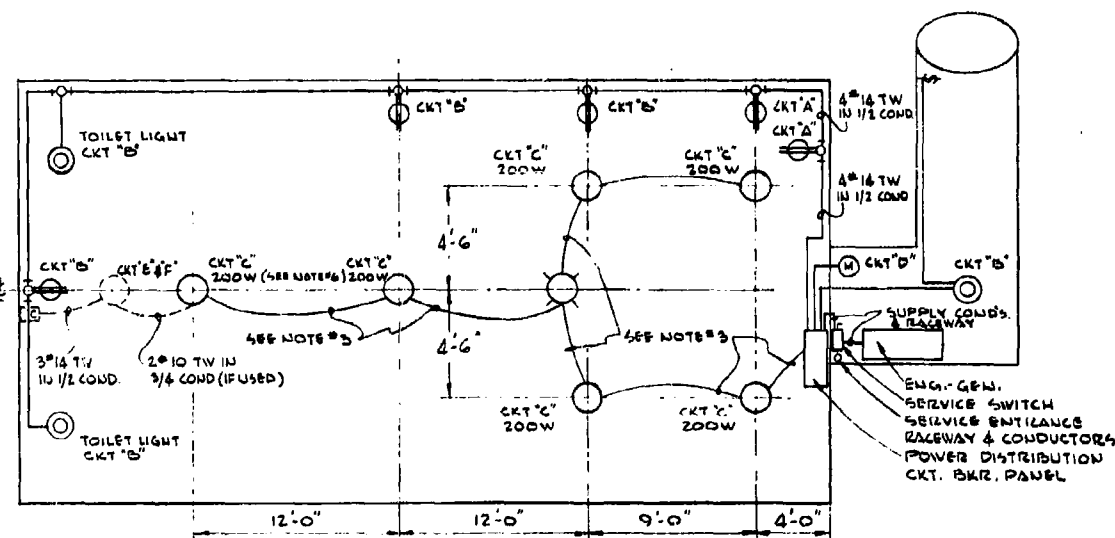 TOILET LIGHT
CKT "B"
CKT "B"
CKT "B"
CKT "A"
CKT "A"
4#14 TW
IN 1/2 COND
CKT "C"
200W
CKT "C"
200W
4#14 TW
IN 1/2 COND
4'-6"
CKT "B"
CKT "E" & "F"
CKT "C"
200W (SEE NOTE #6)
CKT "C"
200W
M
CKT "D"
CKT "B"
C
SEE NOTE #3
4'-6"
SEE NOTE #3
SUPPLY COND'S.
& RACEWAY
3#14 TW
IN 1/2 COND.
2#10 TW IN
3/4 COND (IF USED)
ENG.-GEN.
SERVICE SWITCH
SERVICE ENTRANCE
RACEWAY & CONDUCTORS
POWER DISTRIBUTION
CKT. BKR. PANEL
CKT "C"
200W
CKT "C"
200W
TOILET LIGHT
CKT "B"
12'-0"
12'-0"
9'-0"
4'-0"